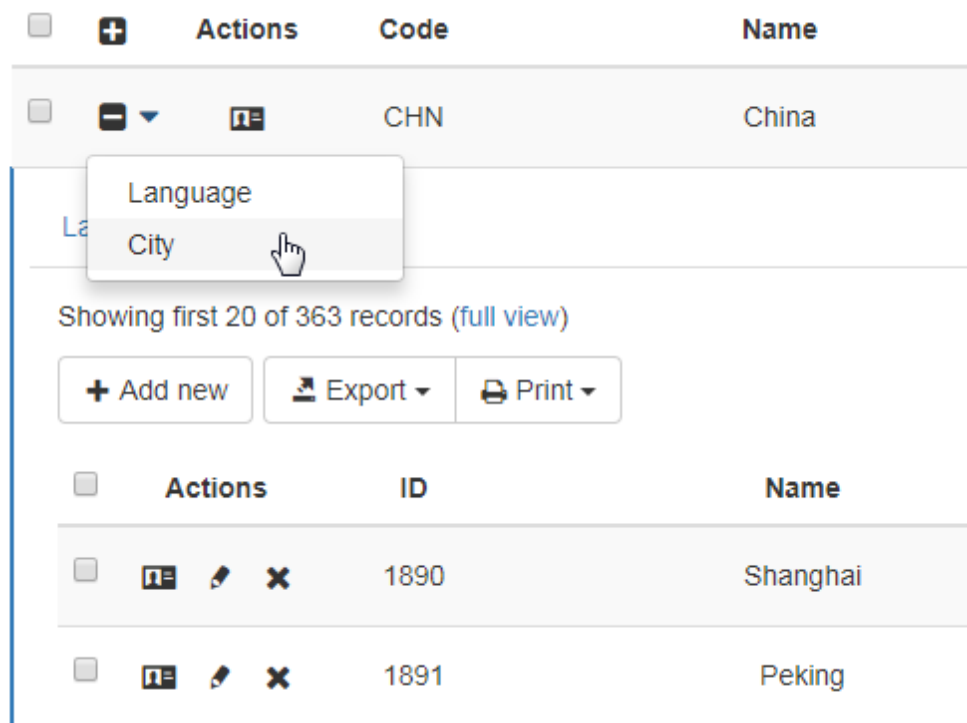 Actions Code Name
CHN China
Language
La
City
Showing first 20 of 363 records (full view)
Add new Export Print
Actions ID Name
1890 Shanghai
1891 Peking